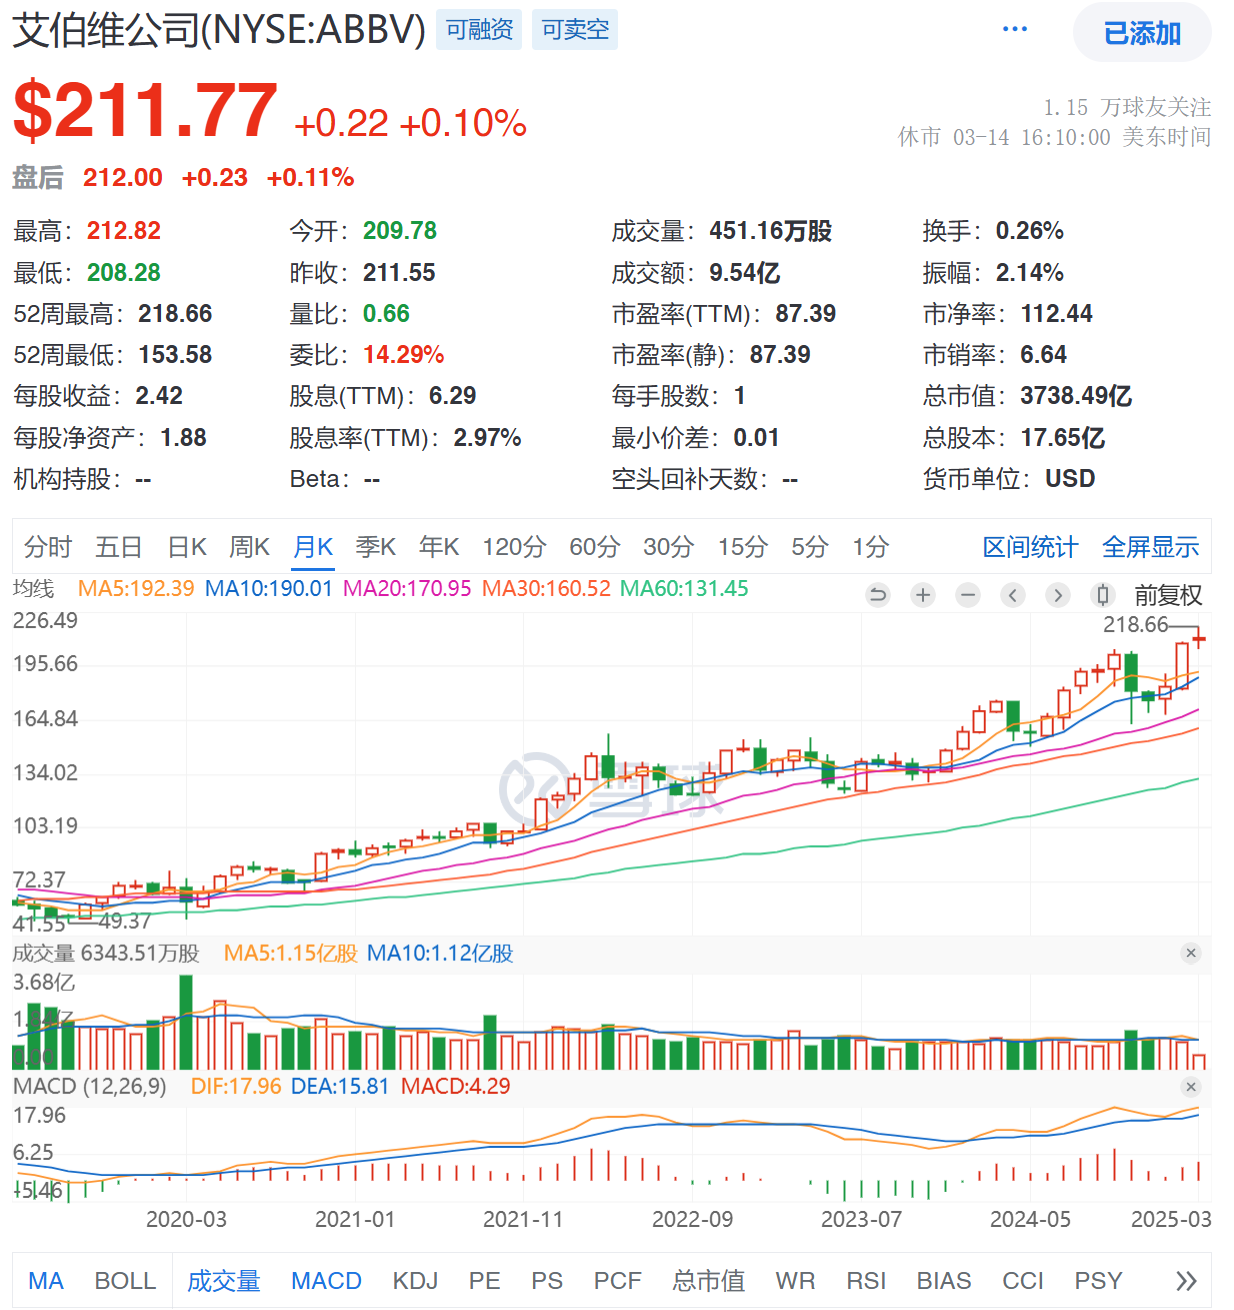 艾伯维公司(NYSE:ABBV) 可融资 可卖空 ··· 已添加
$211.77 +0.22 +0.10%
1.15 万球友关注
休市 03-14 16:10:00 美东时间
盘后 212.00 +0.23 +0.11%
最高：212.82 今开：209.78 成交量：451.16万股 换手：0.26%
最低：208.28 昨收：211.55 成交额：9.54亿 振幅：2.14%
52周最高：218.66 量比：0.66 市盈率(TTM)：87.39 市净率：112.44
52周最低：153.58 委比：14.29% 市盈率(静)：87.39 市销率：6.64
每股收益：2.42 股息(TTM)：6.29 每手股数：1 总市值：3738.49亿
每股净资产：1.88 股息率(TTM)：2.97% 最小价差：0.01 总股本：17.65亿
机构持股：-- Beta：-- 空头回补天数：-- 货币单位：USD
分时 五日 日K 周K 月K 季K 年K 120分 60分 30分 15分 5分 1分 区间统计 全屏显示
均线 MA5:192.39 MA10:190.01 MA20:170.95 MA30:160.52 MA60:131.45 前复权
226.49
218.66
195.66
164.84
134.02
雪球
103.19
72.37
41.55
49.37
成交量 6343.51万股 MA5:1.15亿股 MA10:1.12亿股
3.68亿
1.84亿
0.00
MACD (12,26,9) DIF:17.96 DEA:15.81 MACD:4.29
17.96
6.25
-5.46
2020-03 2021-01 2021-11 2022-09 2023-07 2024-05 2025-03
MA BOLL 成交量 MACD KDJ PE PS PCF 总市值 WR RSI BIAS CCI PSY